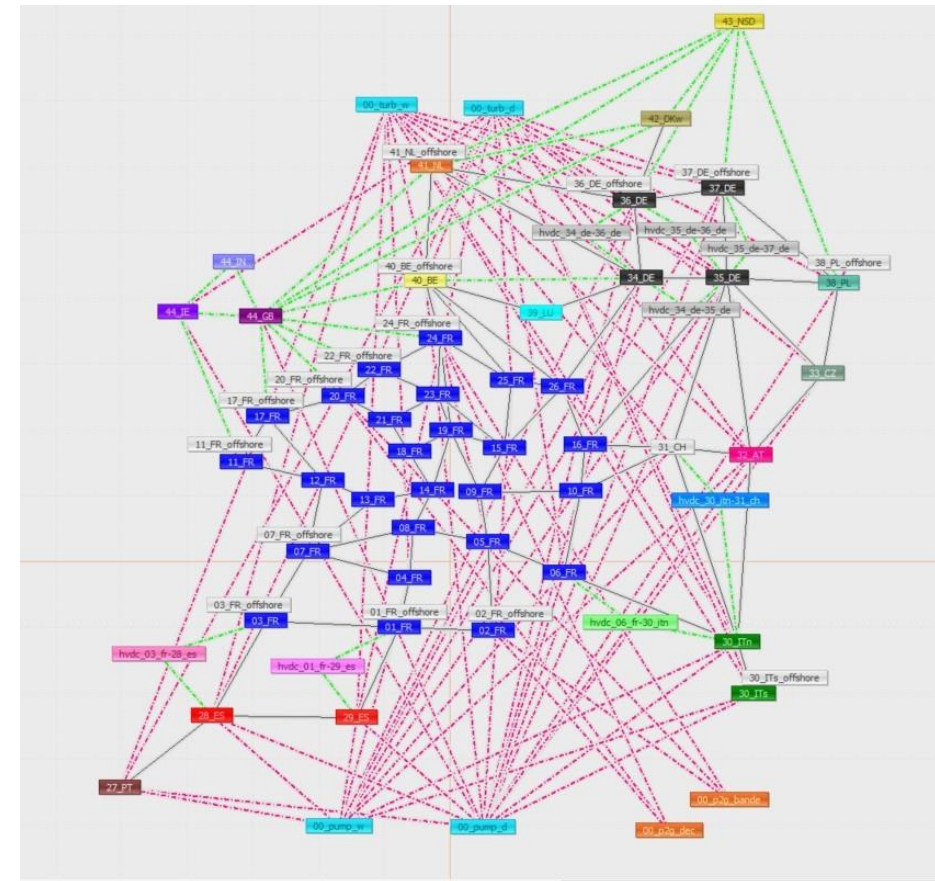 43_NSD
00_turb_w
00_turb_d
42_DKw
41_NL_offshore
41_NL
36_DE_offshore
37_DE_offshore
37_DE
36_DE
hvdc_34_de-36_de
hvdc_35_de-36_de
hvdc_35_de-37_de
44_IN
40_BE_offshore
38_PL_offshore
40_BE
34_DE
35_DE
38_PL
44_IE
44_GB
39_LU
hvdc_34_de-35_de
24_FR_offshore
24_FR
22_FR_offshore
22_FR
33_CZ
20_FR_offshore
25_FR
26_FR
20_FR
23_FR
17_FR_offshore
17_FR
21_FR
19_FR
11_FR_offshore
18_FR
15_FR
16_FR
31_CH
32_AT
11_FR
12_FR
14_FR
09_FR
10_FR
13_FR
hvdc_30_itn-31_ch
07_FR_offshore
08_FR
07_FR
05_FR
04_FR
06_FR
03_FR_offshore
01_FR_offshore
02_FR_offshore
03_FR
01_FR
02_FR
hvdc_06_fr-30_itn
30_ITn
hvdc_03_fr-28_es
hvdc_01_fr-29_es
30_ITs_offshore
30_ITs
28_ES
29_ES
27_PT
00_p2g_bande
00_pump_w
00_pump_d
00_p2g_dec